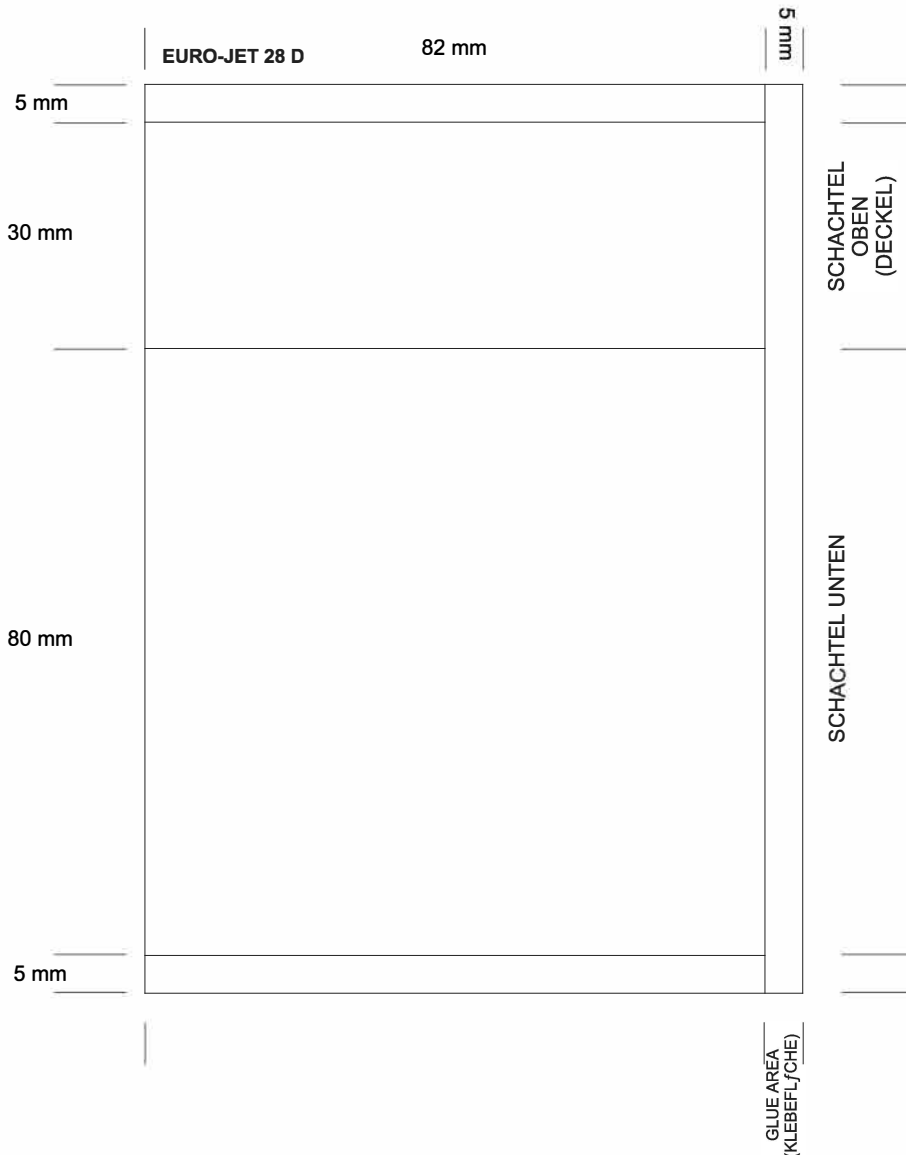 5 mm
EURO-JET 28 D
82 mm
5 mm
30 mm
SCHACHTEL
OBEN
(DECKEL)
80 mm
SCHACHTEL UNTEN
5 mm
GLUE AREA
(KLEBEFLƒCHE)